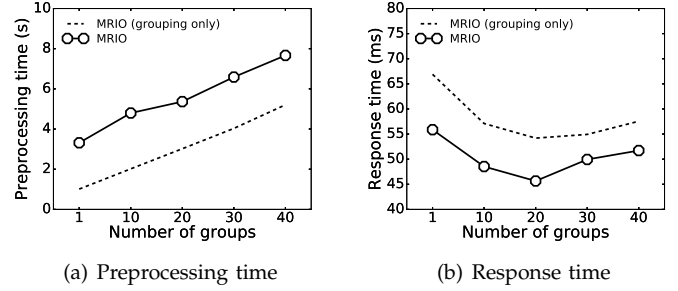 Preprocessing time (s)
10
8
6
4
2
0
MRIO (grouping only)
MRIO
1 10 20 30 40
Number of groups
(a) Preprocessing time
Response time (ms)
80
75
70
65
60
55
50
45
40
MRIO (grouping only)
MRIO
1 10 20 30 40
Number of groups
(b) Response time